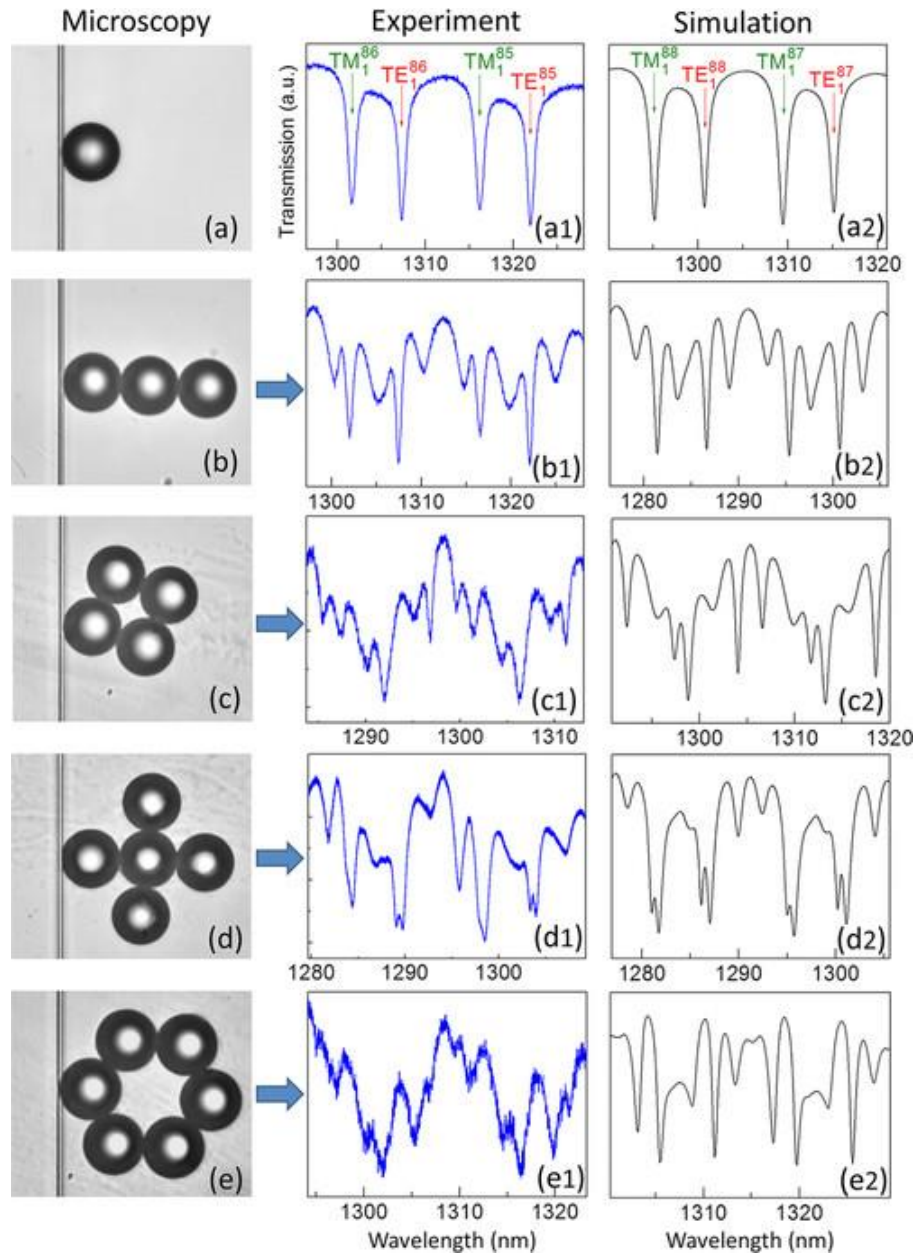 Microscopy Experiment Simulation
(a)
Transmission (a.u.)
TM₁⁸⁶ TE₁⁸⁶ TM₁⁸⁵ TE₁⁸⁵
(a1)
1300 1310 1320
TM₁⁸⁸ TE₁⁸⁸ TM₁⁸⁷ TE₁⁸⁷
(a2)
1300 1310 1320
(b)
(b1)
1300 1310 1320
(b2)
1280 1290 1300
(c)
(c1)
1290 1300 1310
(c2)
1300 1310 1320
(d)
(d1)
1280 1290 1300
(d2)
1280 1290 1300
(e)
(e1)
1300 1310 1320
Wavelength (nm)
(e2)
1310 1320
Wavelength (nm)